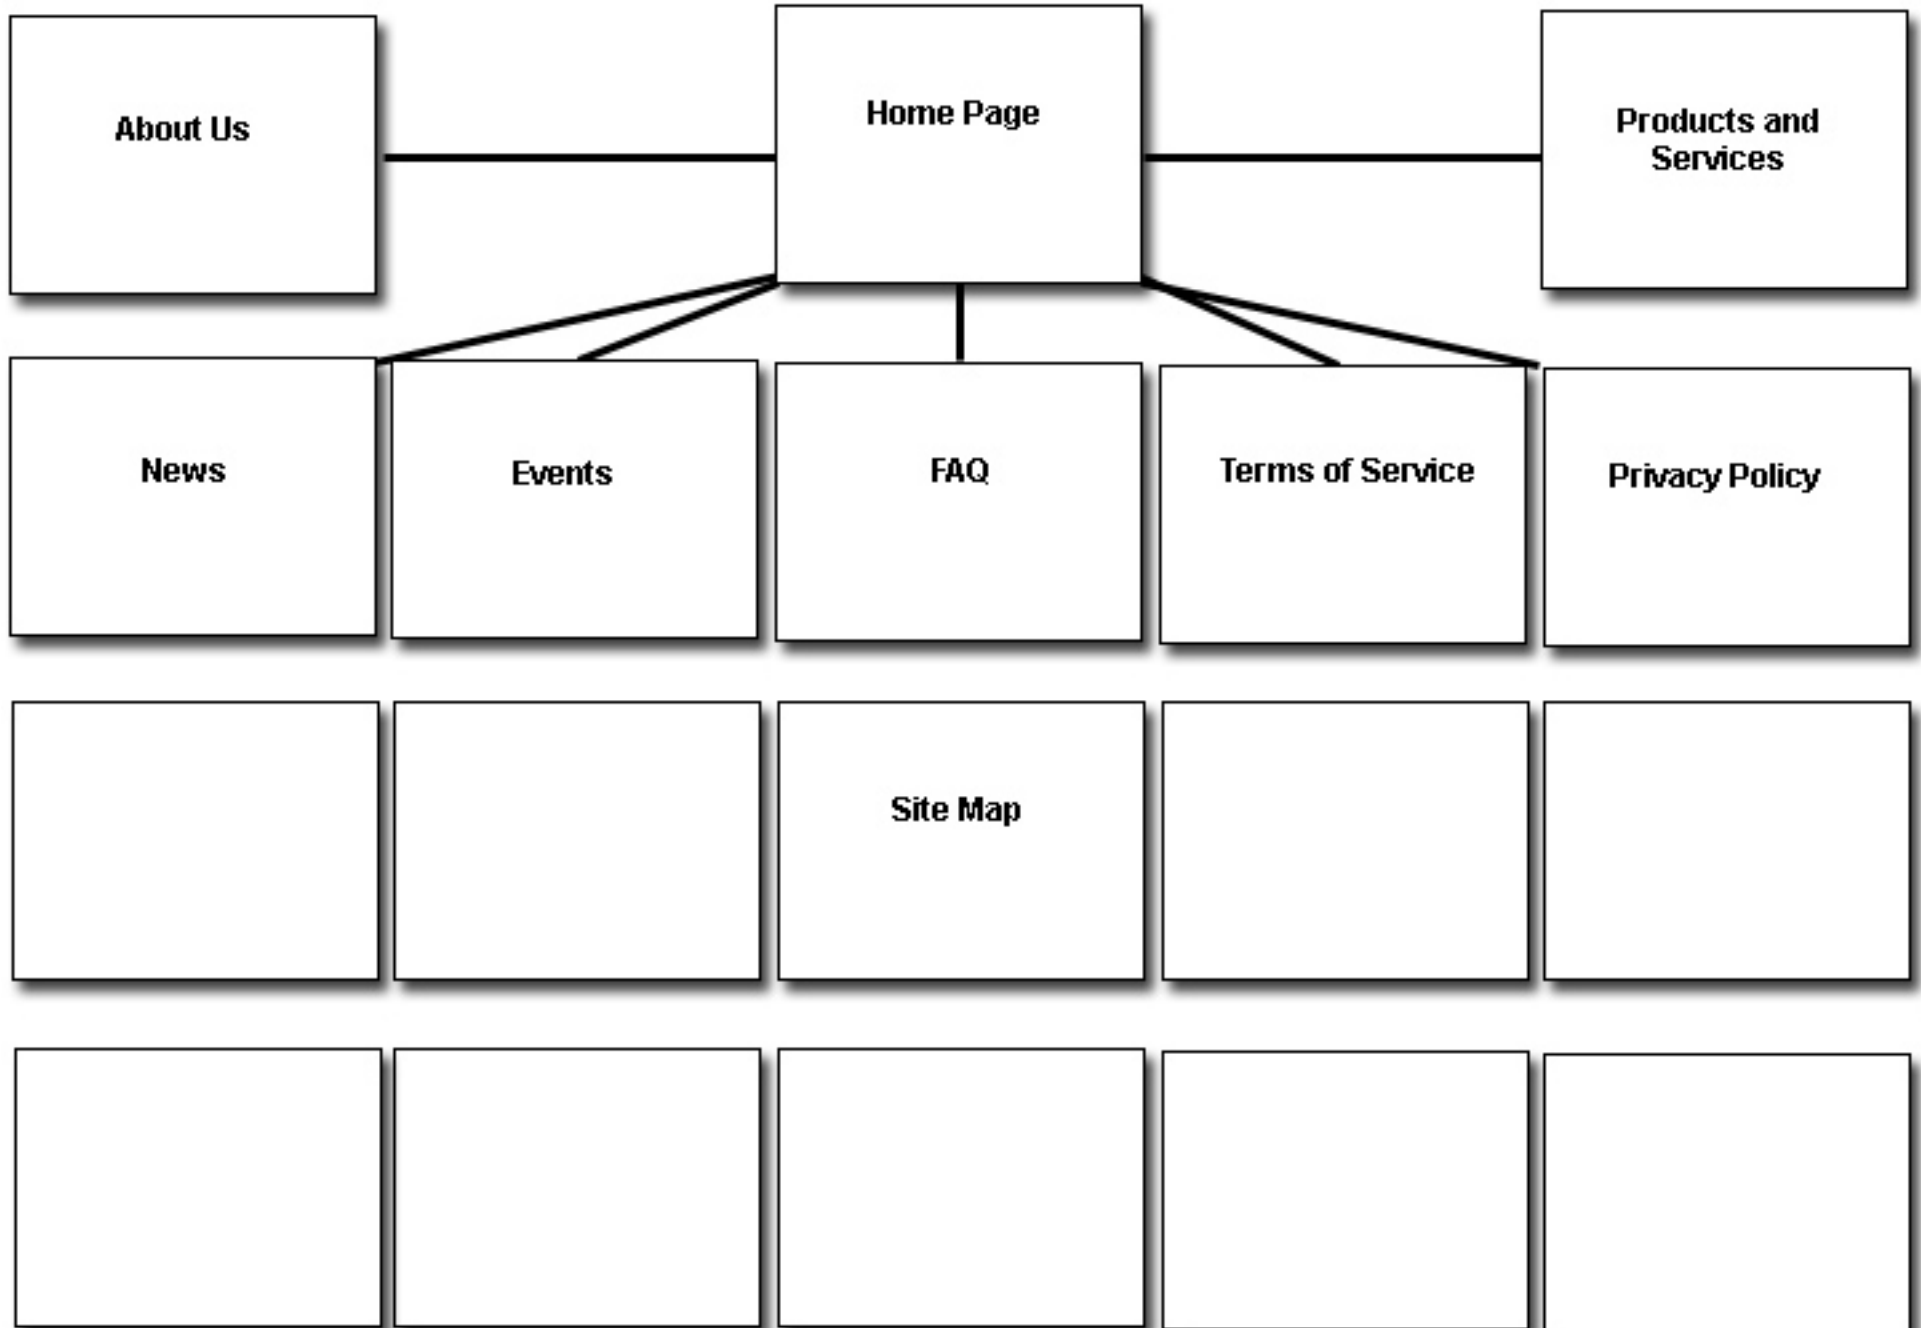 About Us
Home Page
Products and
Services
News
Events
FAQ
Terms of Service
Privacy Policy
Site Map